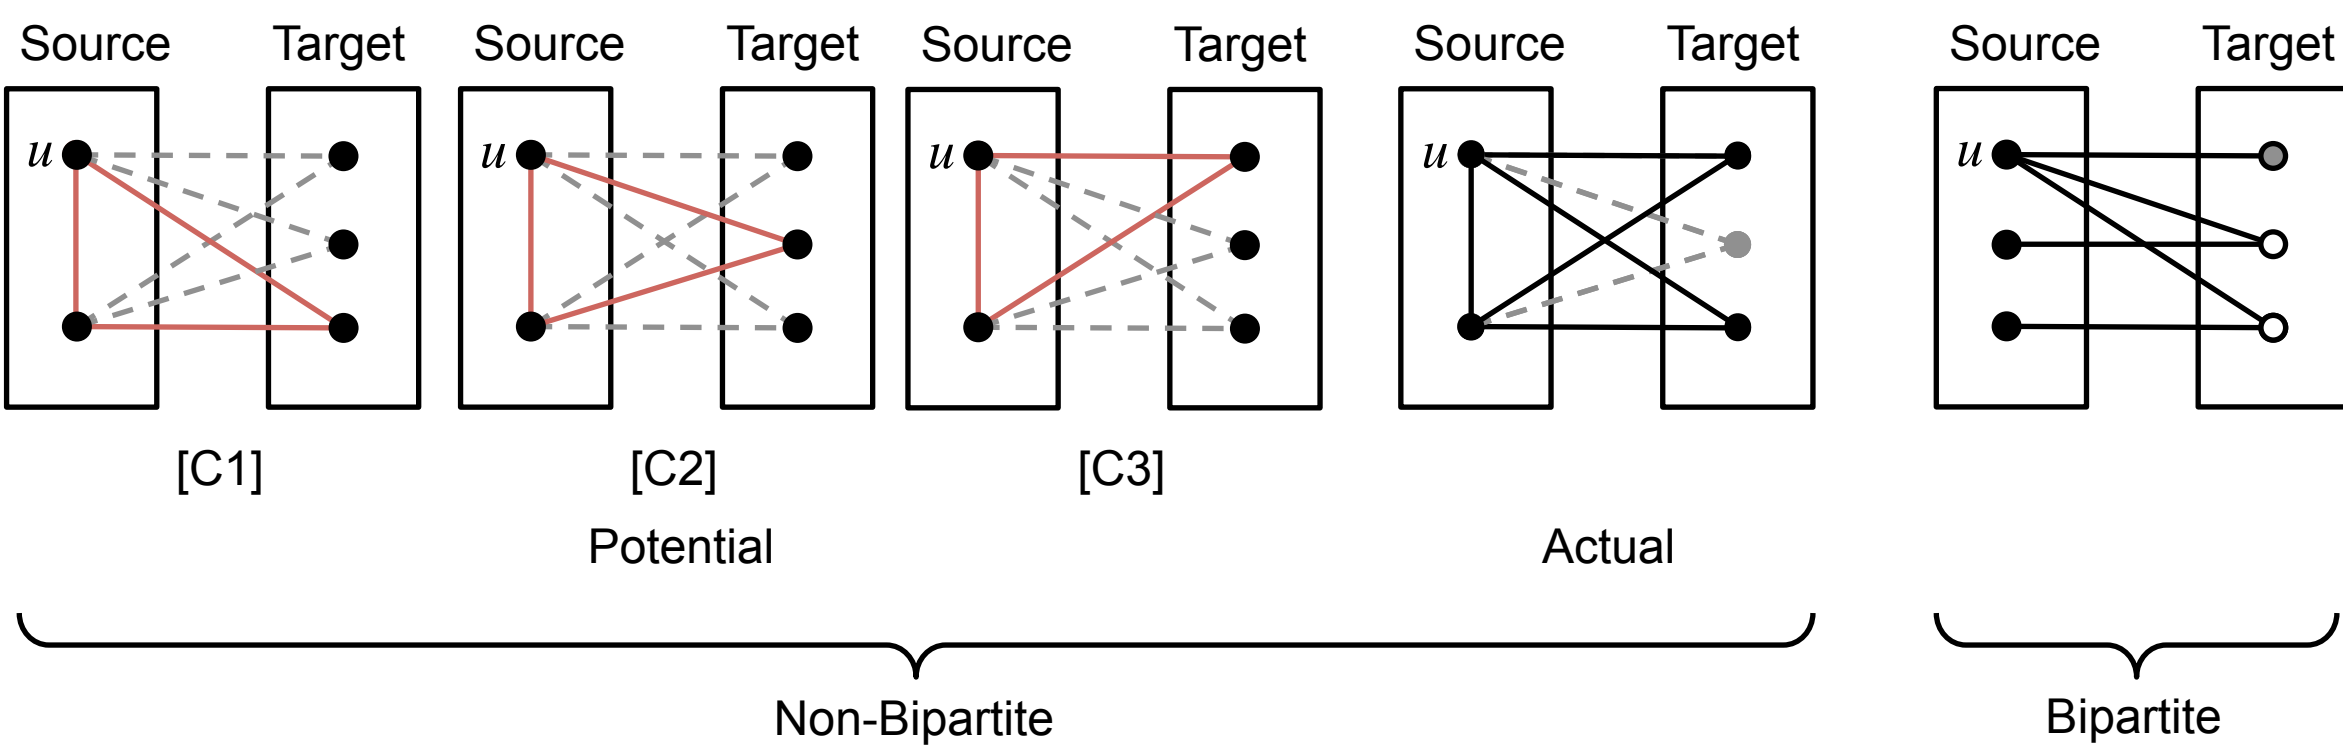 Source Target Source Target Source Target Source Target Source Target
u u u u u
[C1] [C2] [C3]
Potential Actual
Non-Bipartite Bipartite